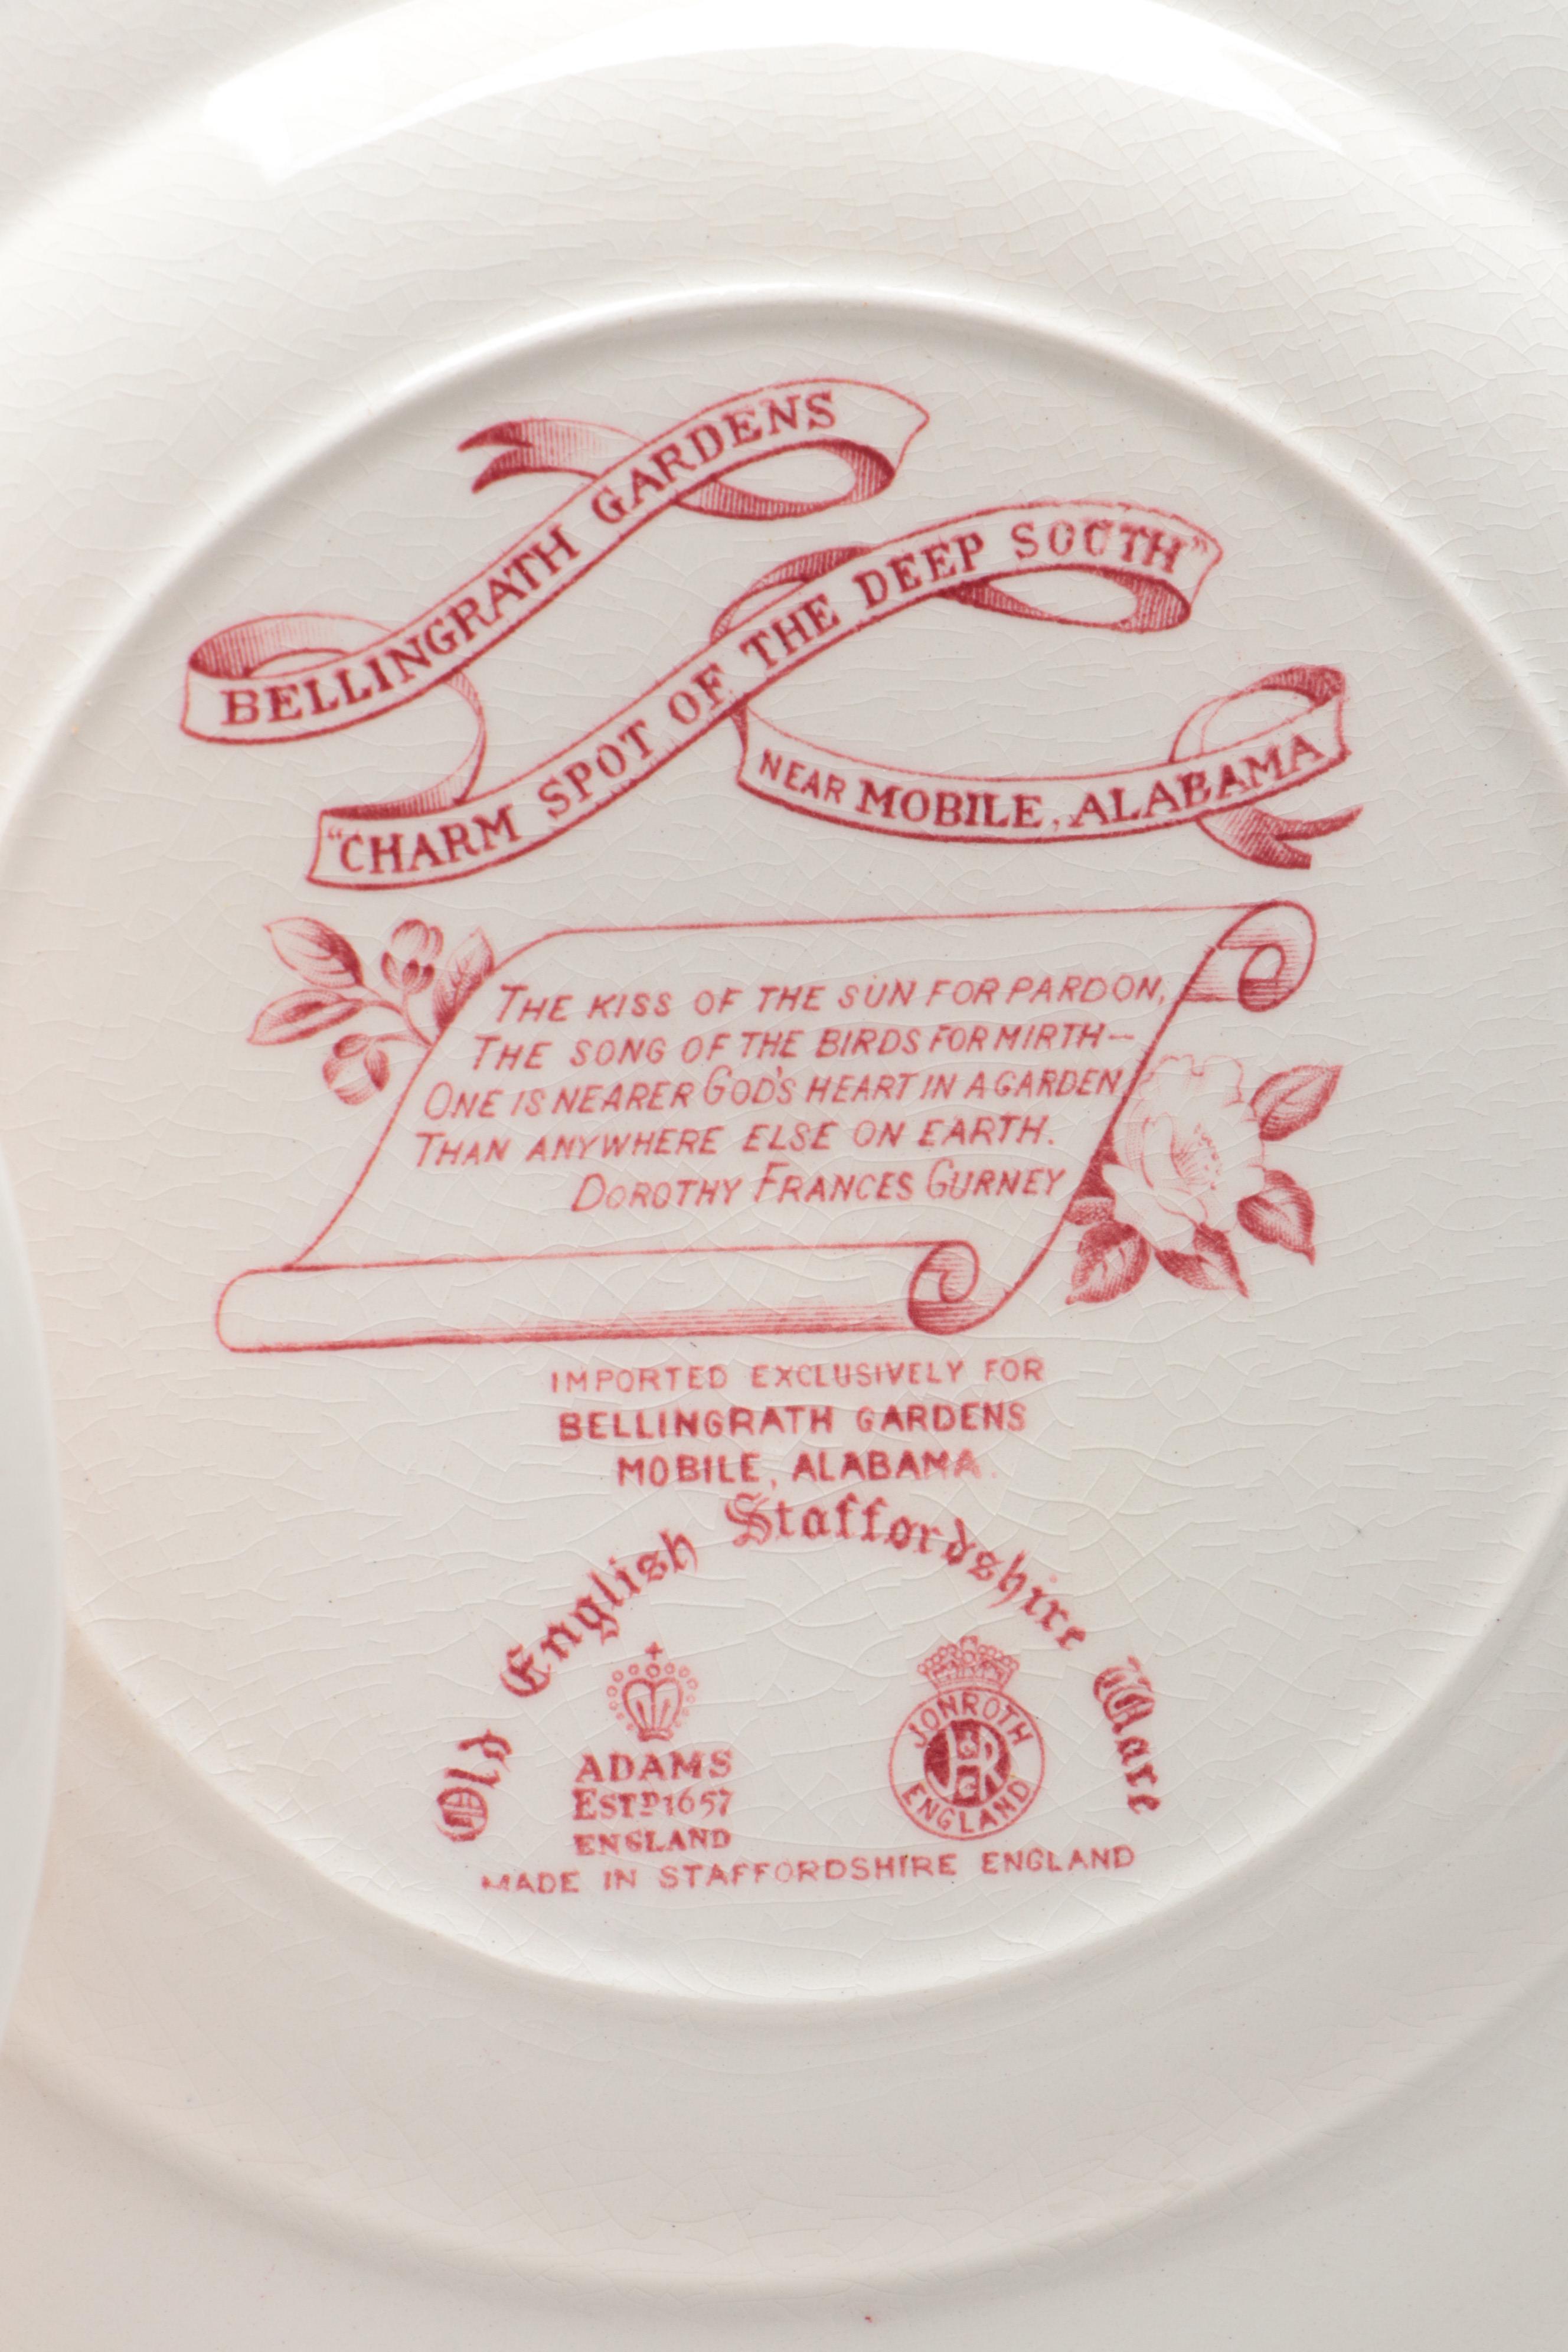 BELLINGRATH GARDENS
"CHARM SPOT OF THE DEEP SOUTH"
NEAR MOBILE, ALABAMA
THE KISS OF THE SUN FOR PARDON,
THE SONG OF THE BIRDS FOR MIRTH—
ONE IS NEARER GOD'S HEART IN A GARDEN
THAN ANYWHERE ELSE ON EARTH.
DOROTHY FRANCES GURNEY
IMPORTED EXCLUSIVELY FOR
BELLINGRATH GARDENS
MOBILE, ALABAMA.
Old English Staffordshire Ware
ADAMS
ESTD 1657
ENGLAND
JONROTH
ENGLAND
MADE IN STAFFORDSHIRE ENGLAND